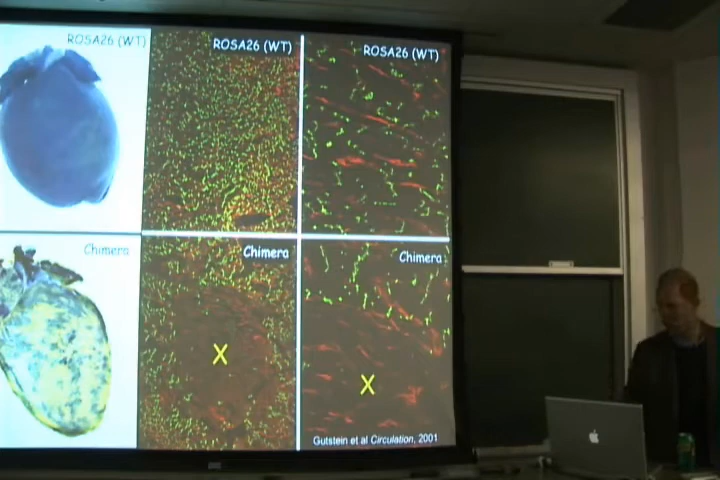 ROSA26 (WT)
ROSA26 (WT)
ROSA26 (WT)
Chimera
Chimera
Chimera
X
X
Gutstein et al Circulation, 2001